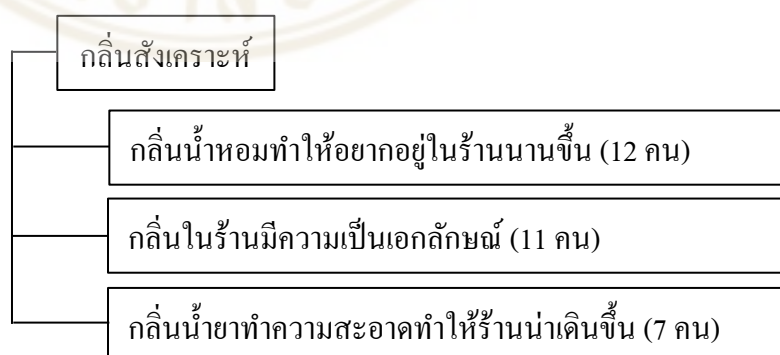 กลิ่นสังเคราะห์
กลิ่นน้ำหอมทำให้อยากอยู่ในร้านนานขึ้น (12 คน)
กลิ่นในร้านมีความเป็นเอกลักษณ์ (11 คน)
กลิ่นน้ำยาทำความสะอาดทำให้ร้านน่าเดินขึ้น (7 คน)